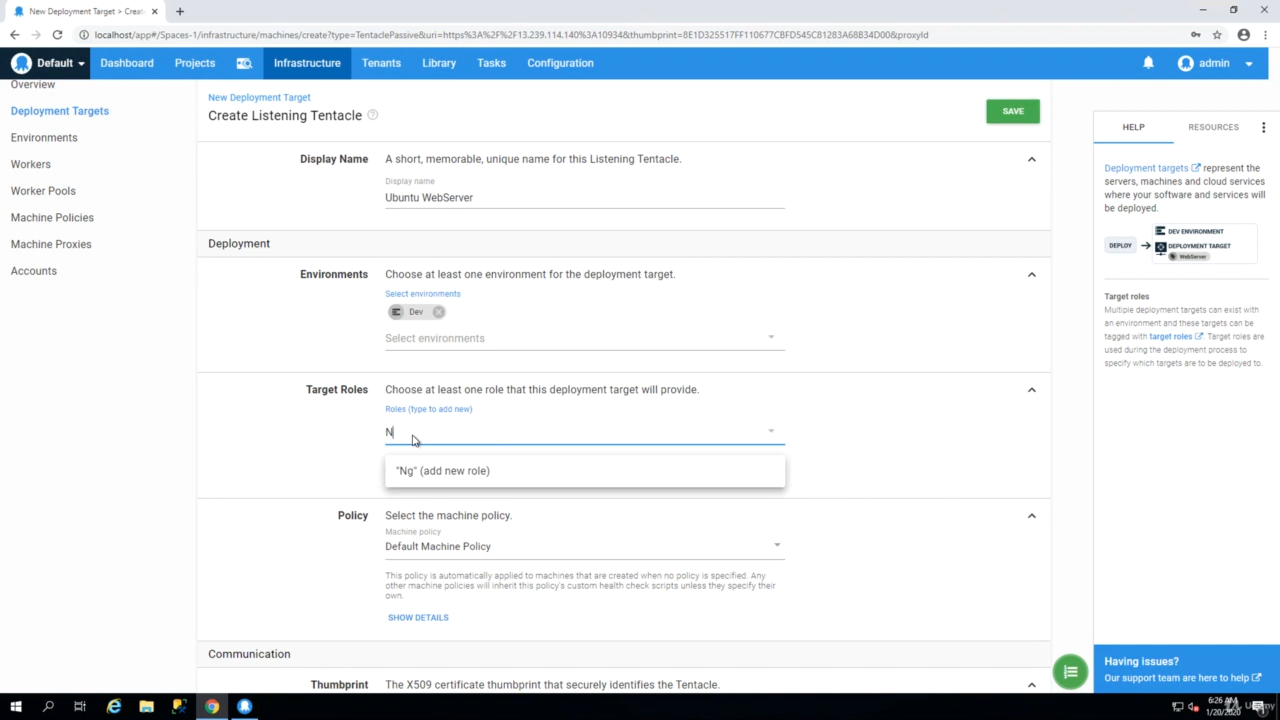 New Deployment Target > Creat
localhost/app#/Spaces-1/infrastructure/machines/create?type=TentaclePassive&uri=https%3A%2F%2F13.239.114.140%3A10934&thumbprint=8E1D325517FF110677CBFD545C81283A68B34D00&proxyId
Default
Dashboard
Projects
Infrastructure
Tenants
Library
Tasks
Configuration
admin
Overview
Deployment Targets
Environments
Workers
Worker Pools
Machine Policies
Machine Proxies
Accounts
New Deployment Target
Create Listening Tentacle
SAVE
Display Name
A short, memorable, unique name for this Listening Tentacle.
Display name
Ubuntu WebServer
Deployment
Environments
Choose at least one environment for the deployment target.
Select environments
Dev
Select environments
Target Roles
Choose at least one role that this deployment target will provide.
Roles (type to add new)
N
"Ng" (add new role)
Policy
Select the machine policy.
Machine policy
Default Machine Policy
This policy is automatically applied to machines that are created when no policy is specified. Any
other machine policies will inherit this policy's custom health check scripts unless they specify their
own.
SHOW DETAILS
Communication
Thumbprint
The X509 certificate thumbprint that securely identifies the Tentacle.
HELP
RESOURCES
Deployment targets represent the
servers, machines and cloud services
where your software and services will
be deployed.
DEPLOY
DEV ENVIRONMENT
DEPLOYMENT TARGET
WebServer
Target roles
Multiple deployment targets can exist with
an environment and these targets can be
tagged with target roles. Target roles are
used during the deployment process to
specify which targets are to be deployed to.
Having issues?
Our support team are here to help
6:26 AM
1/20/2020
Udemy